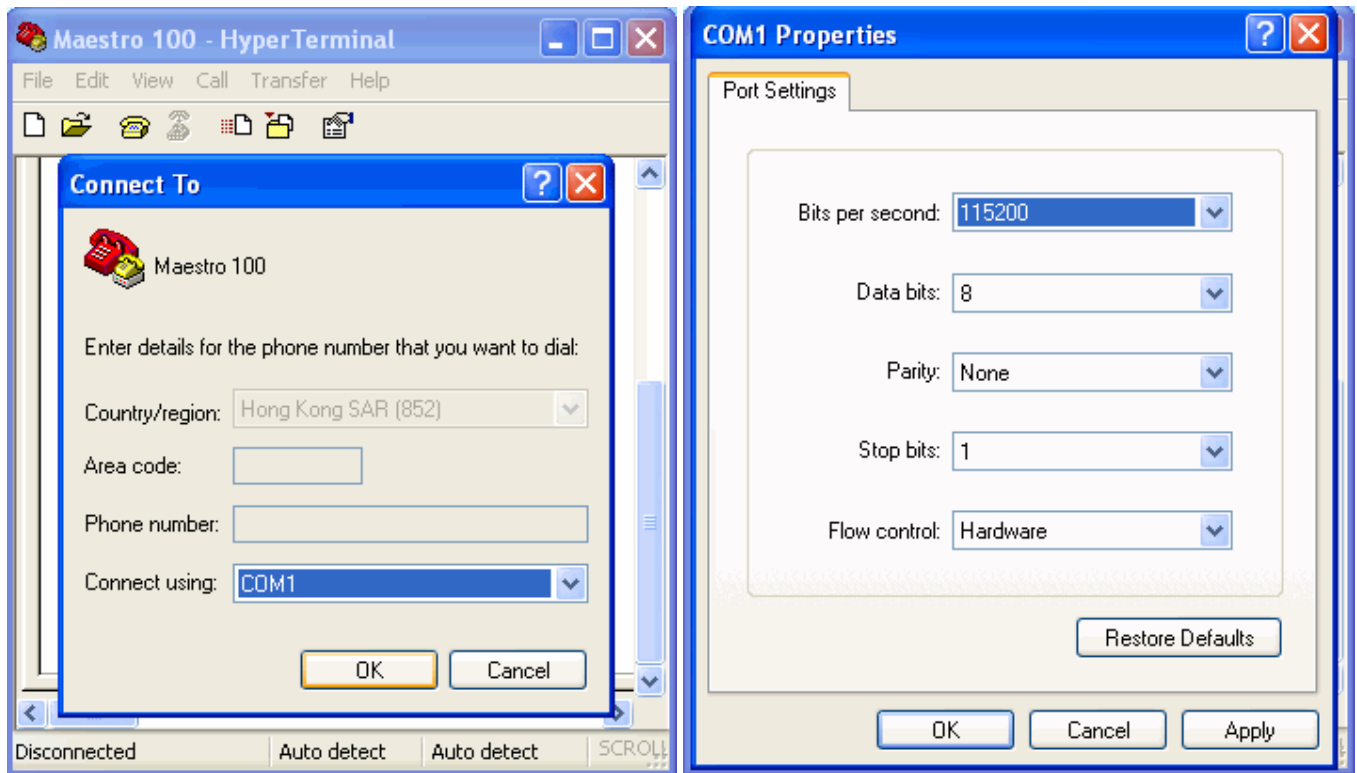 Maestro 100 - HyperTerminal
File Edit View Call Transfer Help
Connect To
Maestro 100
Enter details for the phone number that you want to dial:
Country/region: Hong Kong SAR (852)
Area code:
Phone number:
Connect using: COM1
OK Cancel
Disconnected Auto detect Auto detect SCROLL
COM1 Properties
Port Settings
Bits per second: 115200
Data bits: 8
Parity: None
Stop bits: 1
Flow control: Hardware
Restore Defaults
OK Cancel Apply